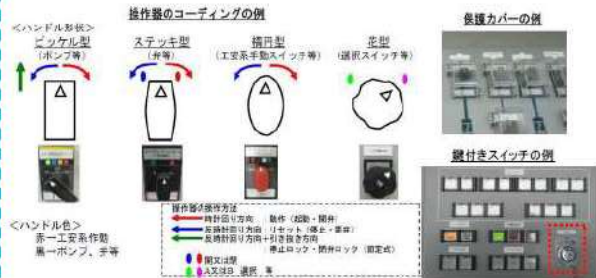 操作器のコーディングの例
<ハンドル形状>
ピッケル型
(ポンプ等)
ステッキ型
(弁等)
楕円型
(工安系手動スイッチ等)
花型
(選択スイッチ等)
保護カバーの例
鍵付きスイッチの例
<ハンドル色>
赤－工安系作動
黒－ポンプ、弁等
操作器の操作方法
時計回り方向 動作（起動・開弁）
反時計回り方向：リセット（停止・閉弁）
反時計回り方向＋引き抜き方向
停止ロック・閉弁ロック（固定式）
開又は閉
A又はB 選択 等